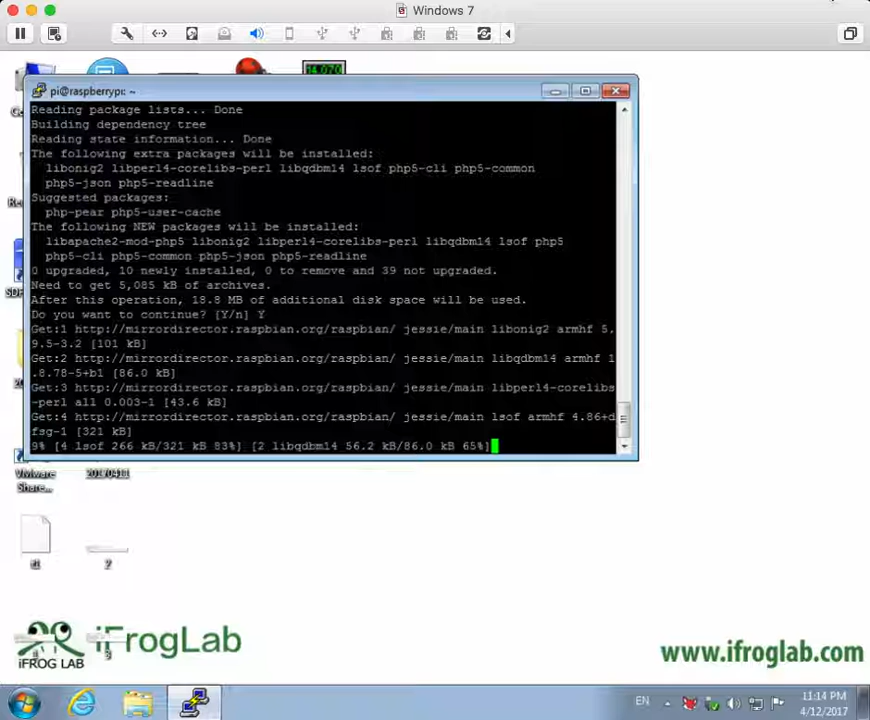 Windows 7
14.070
pi@raspberrypi: ~
Reading package lists... Done
Building dependency tree
Reading state information... Done
The following extra packages will be installed:
libonig2 libperl4-corelibs-perl libqdbm14 lsof php5-cli php5-common
php5-json php5-readline
Suggested packages:
php-pear php5-user-cache
The following NEW packages will be installed:
libapache2-mod-php5 libonig2 libperl4-corelibs-perl libqdbm14 lsof php5
php5-cli php5-common php5-json php5-readline
0 upgraded, 10 newly installed, 0 to remove and 39 not upgraded.
Need to get 5,085 kB of archives.
After this operation, 18.8 MB of additional disk space will be used.
Do you want to continue? [Y/n] Y
Get:1 http://mirrordirector.raspbian.org/raspbian/ jessie/main libonig2 armhf 5.
9.5-3.2 [101 kB]
Get:2 http://mirrordirector.raspbian.org/raspbian/ jessie/main libqdbm14 armhf 1
.8.78-5+b1 [86.0 kB]
Get:3 http://mirrordirector.raspbian.org/raspbian/ jessie/main libperl4-corelibs
-perl all 0.003-1 [43.6 kB]
Get:4 http://mirrordirector.raspbian.org/raspbian/ jessie/main lsof armhf 4.86+d
fsg-1 [321 kB]
9% [4 lsof 266 kB/321 kB 83%] [2 libqdbm14 56.2 kB/86.0 kB 65%]
VMware
Share...
20170411
iFROG LAB
iFrogLab
www.ifroglab.com
EN
11:14 PM
4/12/2017